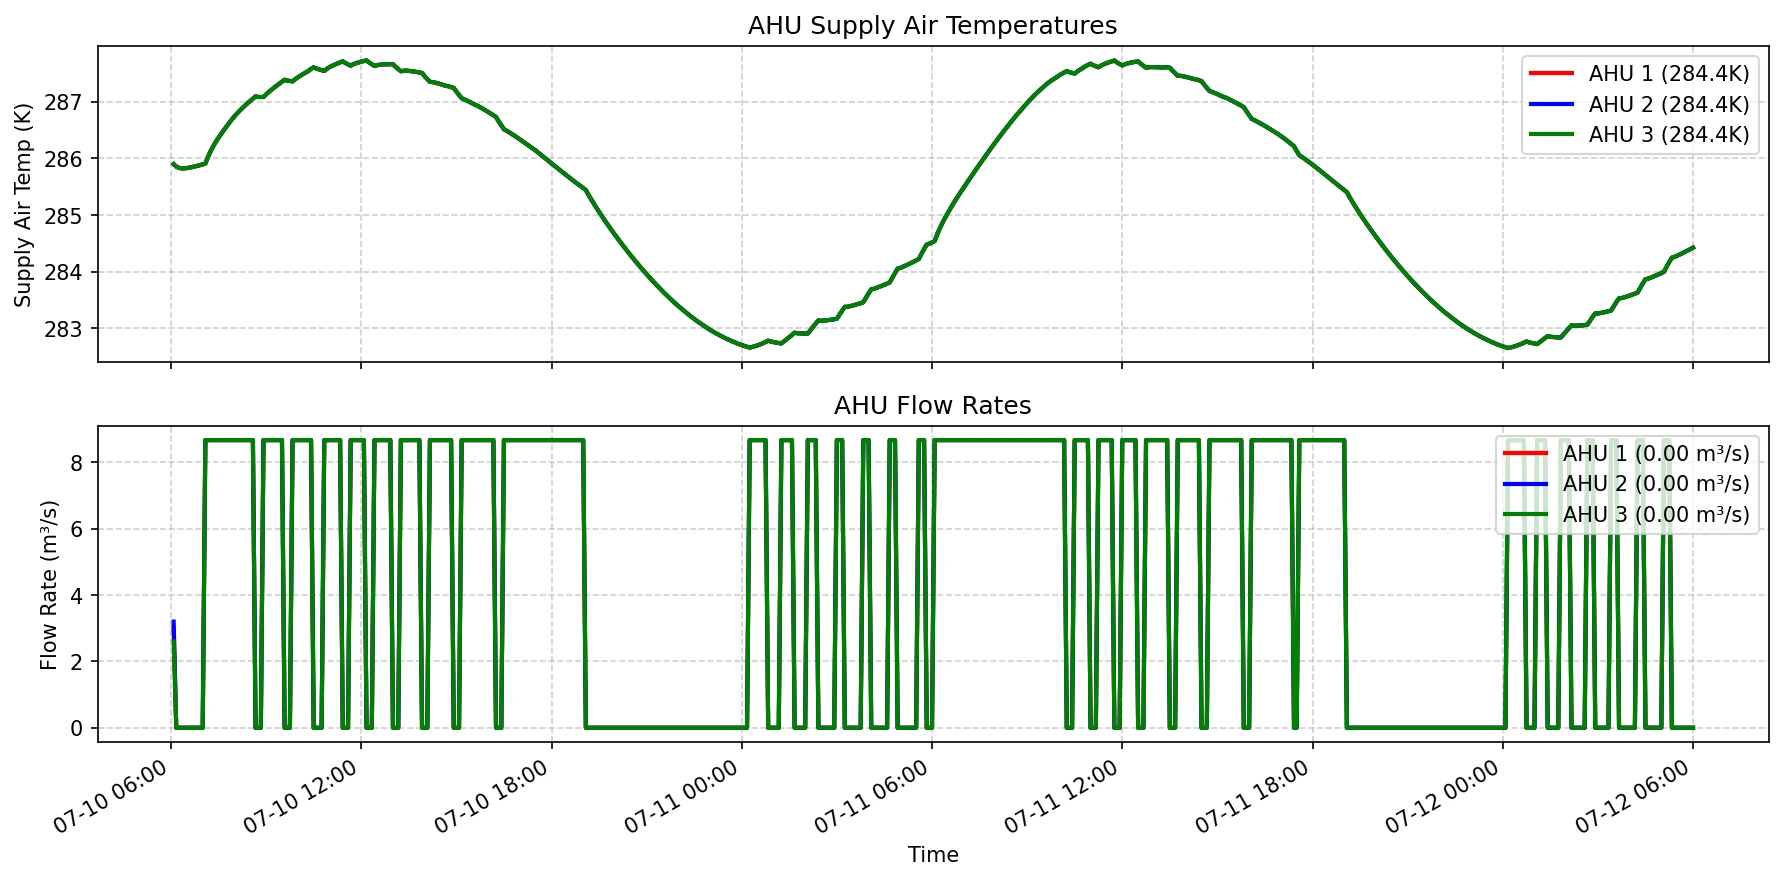 AHU Supply Air Temperatures
Supply Air Temp (K)
287
286
285
284
283
AHU 1 (284.4K)
AHU 2 (284.4K)
AHU 3 (284.4K)
AHU Flow Rates
Flow Rate (m³/s)
8
6
4
2
0
AHU 1 (0.00 m³/s)
AHU 2 (0.00 m³/s)
AHU 3 (0.00 m³/s)
07-10 06:00
07-10 12:00
07-10 18:00
07-11 00:00
07-11 06:00
07-11 12:00
07-11 18:00
07-12 00:00
07-12 06:00
Time